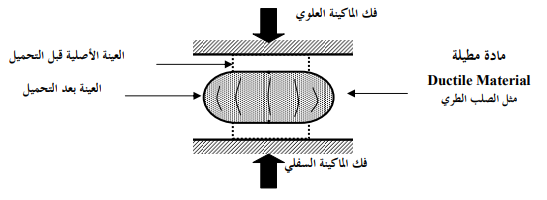 فك الماكينة العلوي
العينة الأصلية قبل التحميل
مادة مطيلة
Ductile Material
مثل الصلب الطري
العينة بعد التحميل
فك الماكينة السفلي